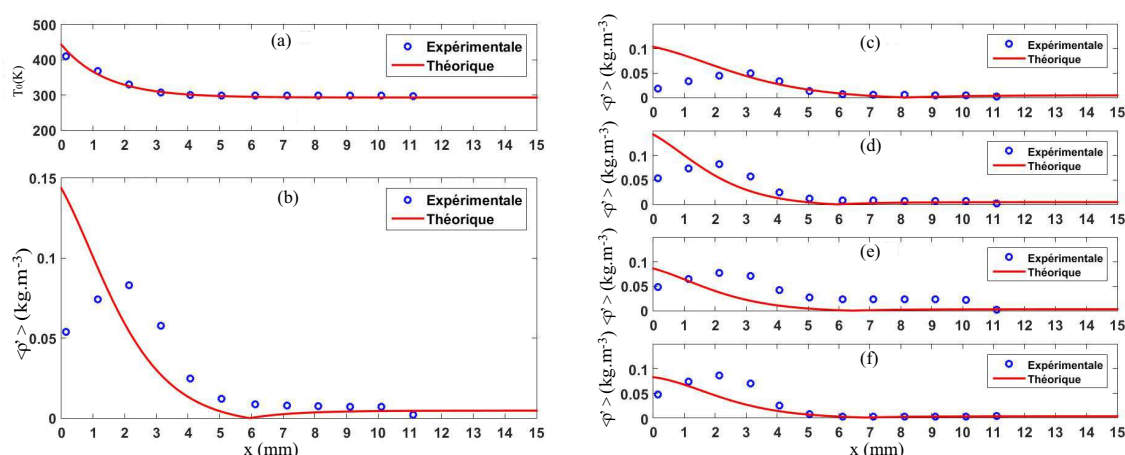 (a)
T₀(K)
500
400
300
200
Expérimentale
Théorique
0 1 2 3 4 5 6 7 8 9 10 11 12 13 14 15
(b)
<ρ'> (kg.m⁻³)
0.15
0.1
0.05
0
Expérimentale
Théorique
0 1 2 3 4 5 6 7 8 9 10 11 12 13 14 15
x (mm)
(c)
<ρ'> (kg.m⁻³)
0.1
0.05
0
Expérimentale
Théorique
0 1 2 3 4 5 6 7 8 9 10 11 12 13 14 15
(d)
<ρ'> (kg.m⁻³)
0.1
0.05
0
Expérimentale
Théorique
0 1 2 3 4 5 6 7 8 9 10 11 12 13 14 15
(e)
<ρ'> (kg.m⁻³)
0.1
0.05
0
Expérimentale
Théorique
0 1 2 3 4 5 6 7 8 9 10 11 12 13 14 15
(f)
<ρ'> (kg.m⁻³)
0.1
0.05
0
Expérimentale
Théorique
0 1 2 3 4 5 6 7 8 9 10 11 12 13 14 15
x (mm)